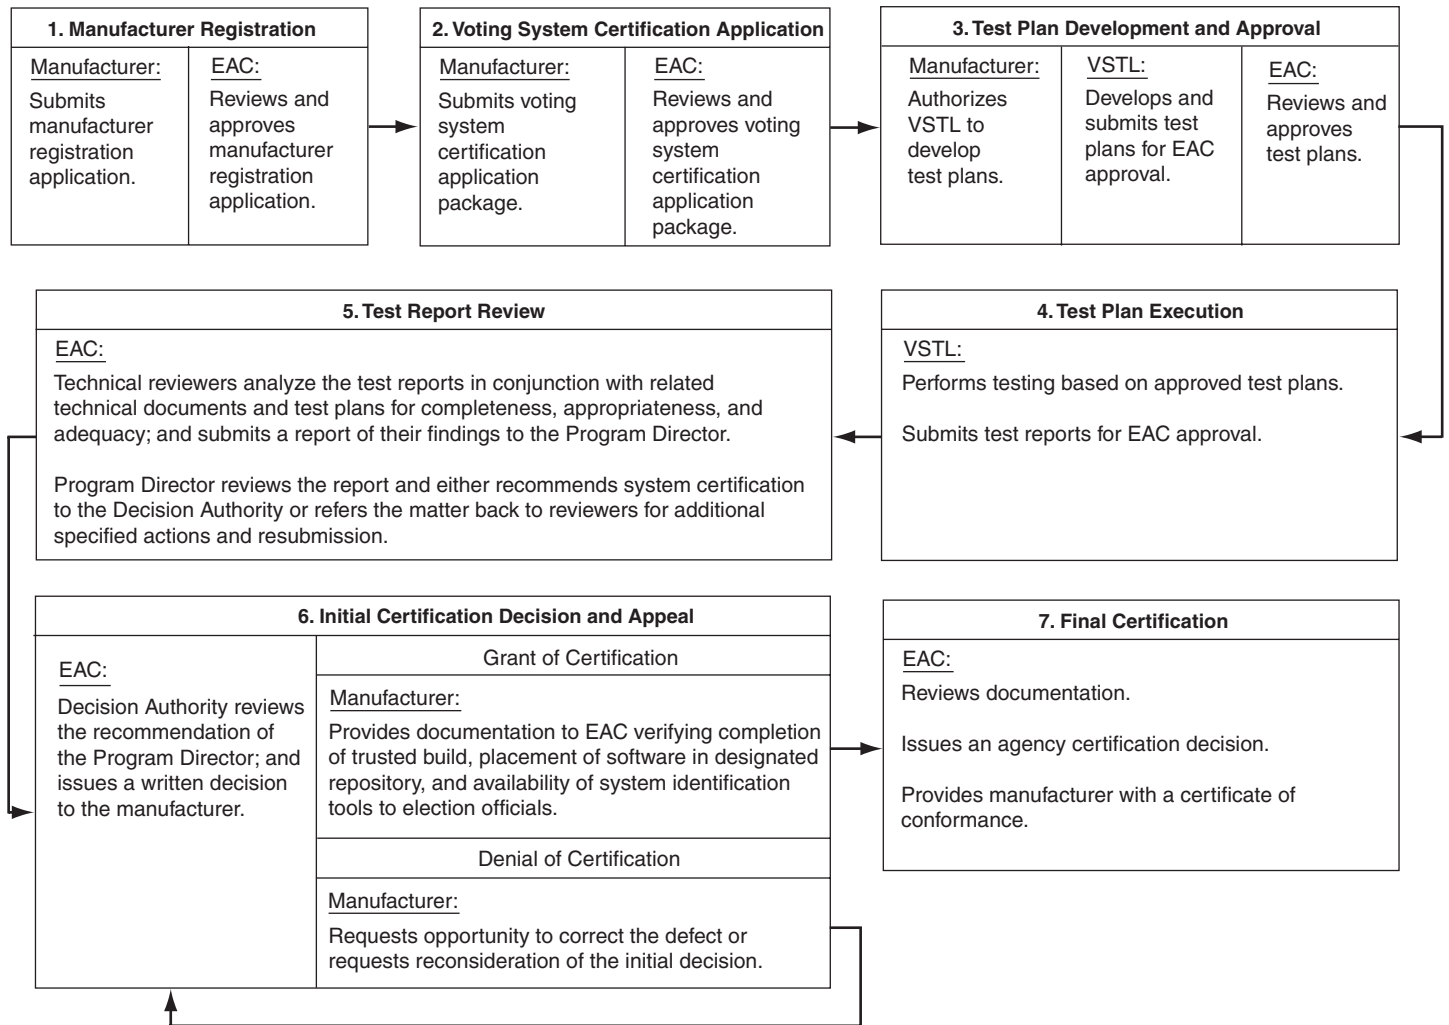 1. Manufacturer Registration
Manufacturer:
Submits
manufacturer
registration
application.
EAC:
Reviews and
approves
manufacturer
registration
application.
2. Voting System Certification Application
Manufacturer:
Submits voting
system
certification
application
package.
EAC:
Reviews and
approves voting
system
certification
application
package.
3. Test Plan Development and Approval
Manufacturer:
Authorizes
VSTL to
develop
test plans.
VSTL:
Develops and
submits test
plans for EAC
approval.
EAC:
Reviews and
approves
test plans.
4. Test Plan Execution
VSTL:
Performs testing based on approved test plans.
Submits test reports for EAC approval.
5. Test Report Review
EAC:
Technical reviewers analyze the test reports in conjunction with related
technical documents and test plans for completeness, appropriateness, and
adequacy; and submits a report of their findings to the Program Director.
Program Director reviews the report and either recommends system certification
to the Decision Authority or refers the matter back to reviewers for additional
specified actions and resubmission.
6. Initial Certification Decision and Appeal
EAC:
Decision Authority reviews
the recommendation of
the Program Director; and
issues a written decision
to the manufacturer.
Grant of Certification
Manufacturer:
Provides documentation to EAC verifying completion
of trusted build, placement of software in designated
repository, and availability of system identification
tools to election officials.
Denial of Certification
Manufacturer:
Requests opportunity to correct the defect or
requests reconsideration of the initial decision.
7. Final Certification
EAC:
Reviews documentation.
Issues an agency certification decision.
Provides manufacturer with a certificate of
conformance.